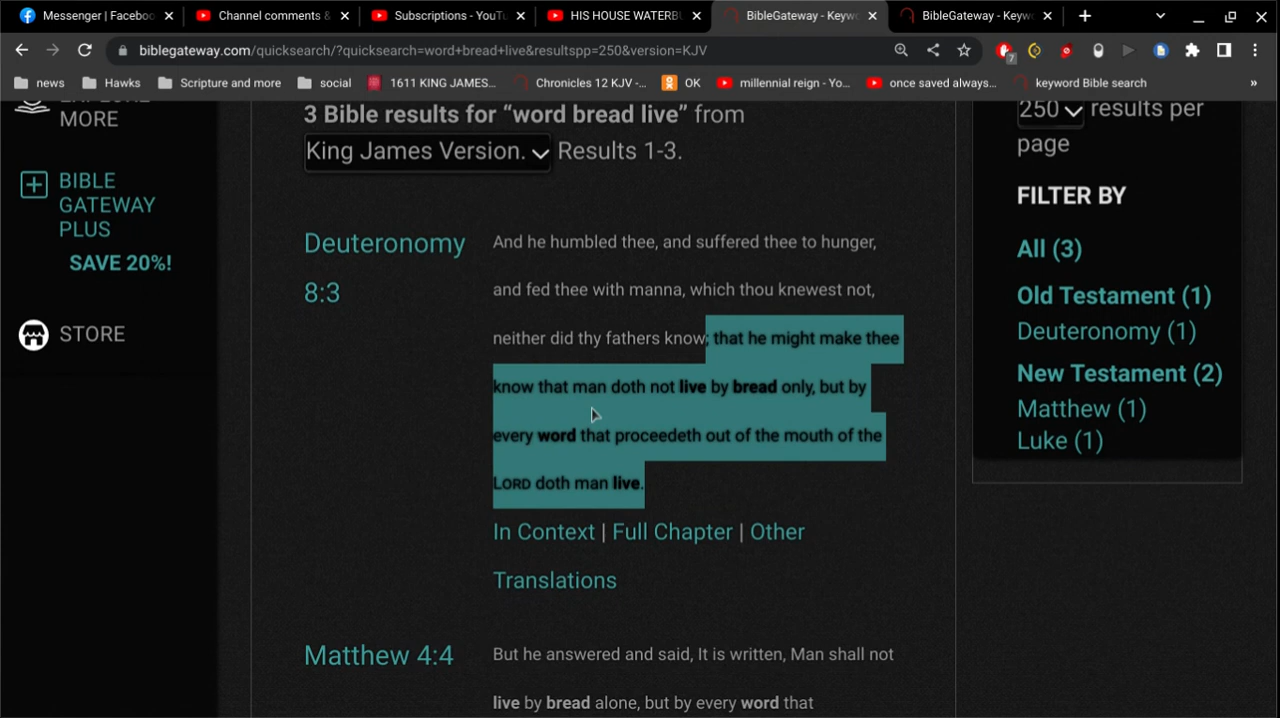 Messenger | Faceboo
Channel comments &
Subscriptions - YouTu
HIS HOUSE WATERBU
BibleGateway - Keywo
BibleGateway - Keyw
biblegateway.com/quicksearch/?quicksearch=word+bread+live&resultspp=250&version=KJV
7
news
Hawks
Scripture and more
social
1611 KING JAMES...
Chronicles 12 KJV -...
OK
millennial reign - Yo...
once saved always...
keyword Bible search
»
EXPLORE
MORE
BIBLE
GATEWAY
PLUS
SAVE 20%!
STORE
3 Bible results for “word bread live” from
King James Version. Results 1-3.
Deuteronomy
8:3
And he humbled thee, and suffered thee to hunger,
and fed thee with manna, which thou knewest not,
neither did thy fathers know; that he might make thee
know that man doth not live by bread only, but by
every word that proceedeth out of the mouth of the
LORD doth man live.
In Context | Full Chapter | Other
Translations
Matthew 4:4
But he answered and said, It is written, Man shall not
live by bread alone, but by every word that
250 results per
page
FILTER BY
All (3)
Old Testament (1)
Deuteronomy (1)
New Testament (2)
Matthew (1)
Luke (1)